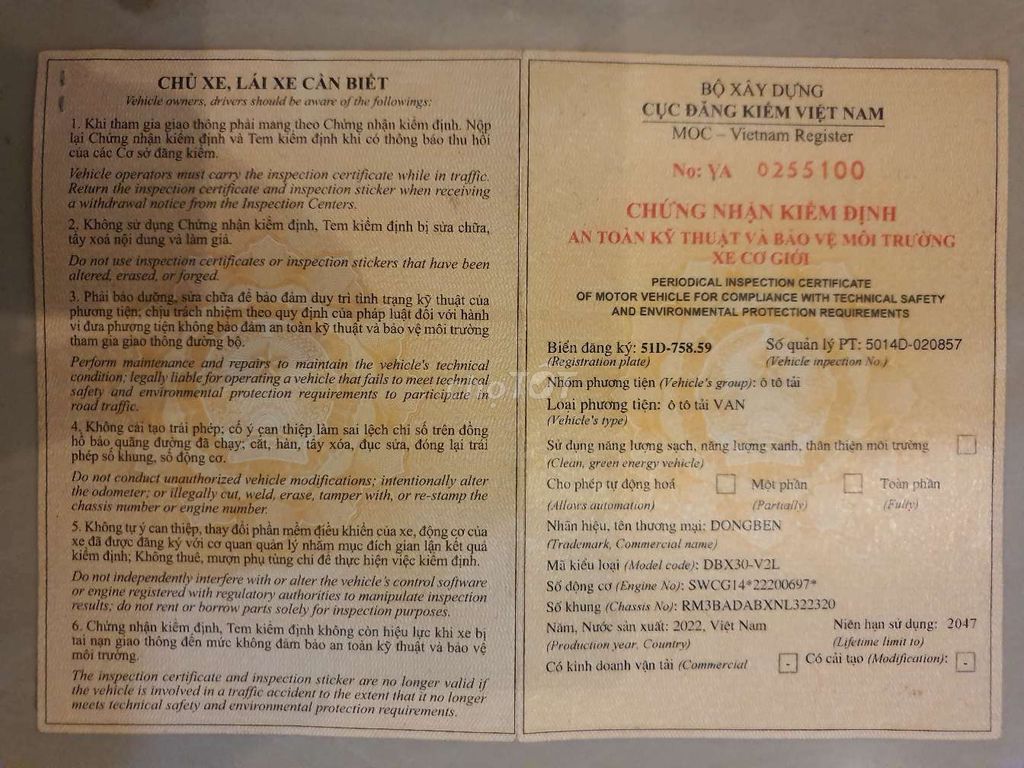 CHỦ XE, LÁI XE CẦN BIẾT
Vehicle owners, drivers should be aware of the followings:
1. Khi tham gia giao thông phải mang theo Chứng nhận kiểm định. Nộp
lại Chứng nhận kiểm định và Tem kiểm định khi có thông báo thu hồi
của các Cơ sở đăng kiểm.
Vehicle operators must carry the inspection certificate while in traffic.
Return the inspection certificate and inspection sticker when receiving
a withdrawal notice from the Inspection Centers.
2. Không sử dụng Chứng nhận kiểm định, Tem kiểm định bị sửa chữa,
tẩy xoá nội dung và làm giả.
Do not use inspection certificates or inspection stickers that have been
altered, erased, or forged.
3. Phải bảo dưỡng, sửa chữa để bảo đảm duy trì tình trạng kỹ thuật của
phương tiện; chịu trách nhiệm theo quy định của pháp luật đối với hành
vi đưa phương tiện không bảo đảm an toàn kỹ thuật và bảo vệ môi trường
tham gia giao thông đường bộ.
Perform maintenance and repairs to maintain the vehicle's technical
condition; legally liable for operating a vehicle that fails to meet technical
safety and environmental protection requirements to participate in
road traffic.
4. Không cải tạo trái phép; cố ý can thiệp làm sai lệch chỉ số trên đồng
hồ báo quãng đường đã chạy; cắt, hàn, tẩy xóa, đục sửa, đóng lại trái
phép số khung, số động cơ.
Do not conduct unauthorized vehicle modifications; intentionally alter
the odometer; or illegally cut, weld, erase, tamper with, or re-stamp the
chassis number or engine number.
5. Không tự ý can thiệp, thay đổi phần mềm điều khiển của xe, động cơ của
xe đã được đăng ký với cơ quan quản lý nhằm mục đích gian lận kết quả
kiểm định; Không thuê, mượn phụ tùng chỉ để thực hiện việc kiểm định.
Do not independently interfere with or alter the vehicle's control software
or engine registered with regulatory authorities to manipulate inspection
results; do not rent or borrow parts solely for inspection purposes.
6. Chứng nhận kiểm định, Tem kiểm định không còn hiệu lực khi xe bị
tai nạn giao thông đến mức không đảm bảo an toàn kỹ thuật và bảo vệ
môi trường.
The inspection certificate and inspection sticker are no longer valid if
the vehicle is involved in a traffic accident to the extent that it no longer
meets technical safety and environmental protection requirements.
BỘ XÂY DỰNG
CỤC ĐĂNG KIỂM VIỆT NAM
MOC – Vietnam Register
No: YA 0255100
CHỨNG NHẬN KIỂM ĐỊNH
AN TOÀN KỸ THUẬT VÀ BẢO VỆ MÔI TRƯỜNG
XE CƠ GIỚI
PERIODICAL INSPECTION CERTIFICATE
OF MOTOR VEHICLE FOR COMPLIANCE WITH TECHNICAL SAFETY
AND ENVIRONMENTAL PROTECTION REQUIREMENTS
Biển đăng ký: 51D-758.59 Số quản lý PT: 5014D-020857
(Registration plate) (Vehicle inpection No.)
Nhóm phương tiện (Vehicle's group): ô tô tải
Loại phương tiện: ô tô tải VAN
(Vehicle's type)
Sử dụng năng lượng sạch, năng lượng xanh, thân thiện môi trường
(Clean, green energy vehicle)
Cho phép tự động hoá Một phần Toàn phần
(Allows automation) (Partially) (Fully)
Nhãn hiệu, tên thương mại: DONGBEN
(Trademark, Commercial name)
Mã kiểu loại (Model code): DBX30-V2L
Số động cơ (Engine No): SWCG14*22200697*
Số khung (Chassis No): RM3BADABXNL322320
Năm, Nước sản xuất: 2022, Việt Nam Niên hạn sử dụng: 2047
(Production year, Country) (Lifetime limit to)
Có kinh doanh vận tải (Commercial - Có cải tạo (Modification): -